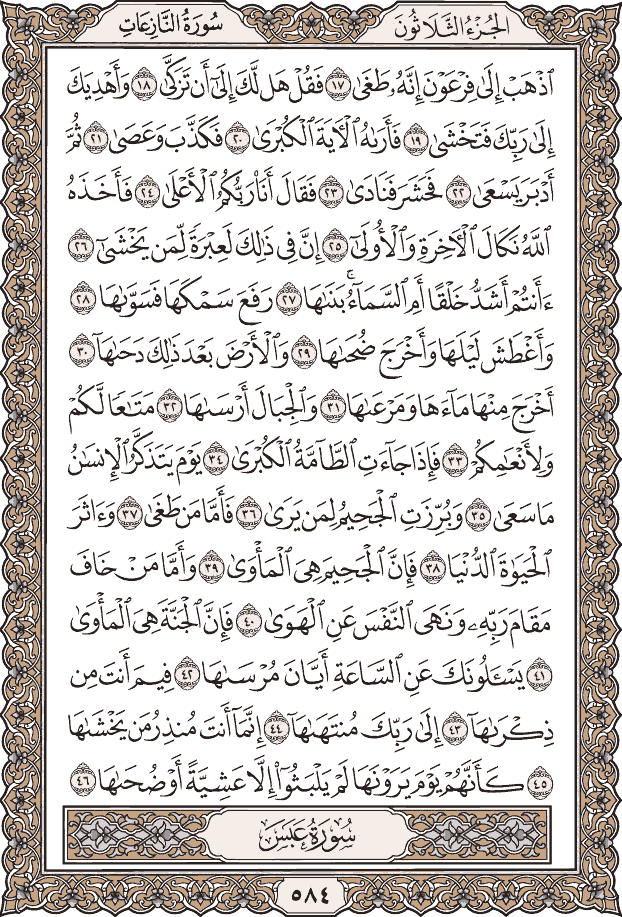 الجُزْءُ الثَّلَاثُونَ
سُورَةُ النَّازِعَاتِ
ٱذْهَبْ إِلَىٰ فِرْعَوْنَ إِنَّهُۥ طَغَىٰ ١٧ فَقُلْ هَل لَّكَ إِلَىٰٓ أَن تَزَكَّىٰ ١٨ وَأَهْدِيَكَ
إِلَىٰ رَبِّكَ فَتَخْشَىٰ ١٩ فَأَرَىٰهُ ٱلْأٓيَةَ ٱلْكُبْرَىٰ ٢٠ فَكَذَّبَ وَعَصَىٰ ٢١ ثُمَّ
أَدْبَرَ يَسْعَىٰ ٢٢ فَحَشَرَ فَنَادَىٰ ٢٣ فَقَالَ أَنَا۠ رَبُّكُمُ ٱلْأَعْلَىٰ ٢٤ فَأَخَذَهُ
ٱللَّهُ نَكَالَ ٱلْأٓخِرَةِ وَٱلْأُولَىٰٓ ٢٥ إِنَّ فِي ذَٰلِكَ لَعِبْرَةً لِّمَن يَخْشَىٰٓ ٢٦
ءَأَنتُمْ أَشَدُّ خَلْقًا أَمِ ٱلسَّمَآءُ ۚ بَنَىٰهَا ٢٧ رَفَعَ سَمْكَهَا فَسَوَّىٰهَا ٢٨
وَأَغْطَشَ لَيْلَهَا وَأَخْرَجَ ضُحَىٰهَا ٢٩ وَٱلْأَرْضَ بَعْدَ ذَٰلِكَ دَحَىٰهَآ ٣٠
أَخْرَجَ مِنْهَا مَآءَهَا وَمَرْعَىٰهَا ٣١ وَٱلْجِبَالَ أَرْسَىٰهَا ٣٢ مَتَٰعًا لَّكُمْ
وَلِأَنْعَٰمِكُمْ ٣٣ فَإِذَا جَآءَتِ ٱلطَّآمَّةُ ٱلْكُبْرَىٰ ٣٤ يَوْمَ يَتَذَكَّرُ ٱلْإِنسَٰنُ
مَا سَعَىٰ ٣٥ وَبُرِّزَتِ ٱلْجَحِيمُ لِمَن يَرَىٰ ٣٦ فَأَمَّا مَن طَغَىٰ ٣٧ وَءَاثَرَ
ٱلْحَيَوٰةَ ٱلدُّنْيَا ٣٨ فَإِنَّ ٱلْجَحِيمَ هِيَ ٱلْمَأْوَىٰ ٣٩ وَأَمَّا مَنْ خَافَ
مَقَامَ رَبِّهِۦ وَنَهَى ٱلنَّفْسَ عَنِ ٱلْهَوَىٰ ٤٠ فَإِنَّ ٱلْجَنَّةَ هِيَ ٱلْمَأْوَىٰ
٤١ يَسْـَٔلُونَكَ عَنِ ٱلسَّاعَةِ أَيَّانَ مُرْسَىٰهَا ٤٢ فِيمَ أَنتَ مِن
ذِكْرَىٰهَآ ٤٣ إِلَىٰ رَبِّكَ مُنتَهَىٰهَآ ٤٤ إِنَّمَآ أَنتَ مُنذِرُ مَن يَخْشَىٰهَا
٤٥ كَأَنَّهُمْ يَوْمَ يَرَوْنَهَا لَمْ يَلْبَثُوٓا۟ إِلَّا عَشِيَّةً أَوْ ضُحَىٰهَا ٤٦
سُورَةُ عَبَسَ
٥٨٤